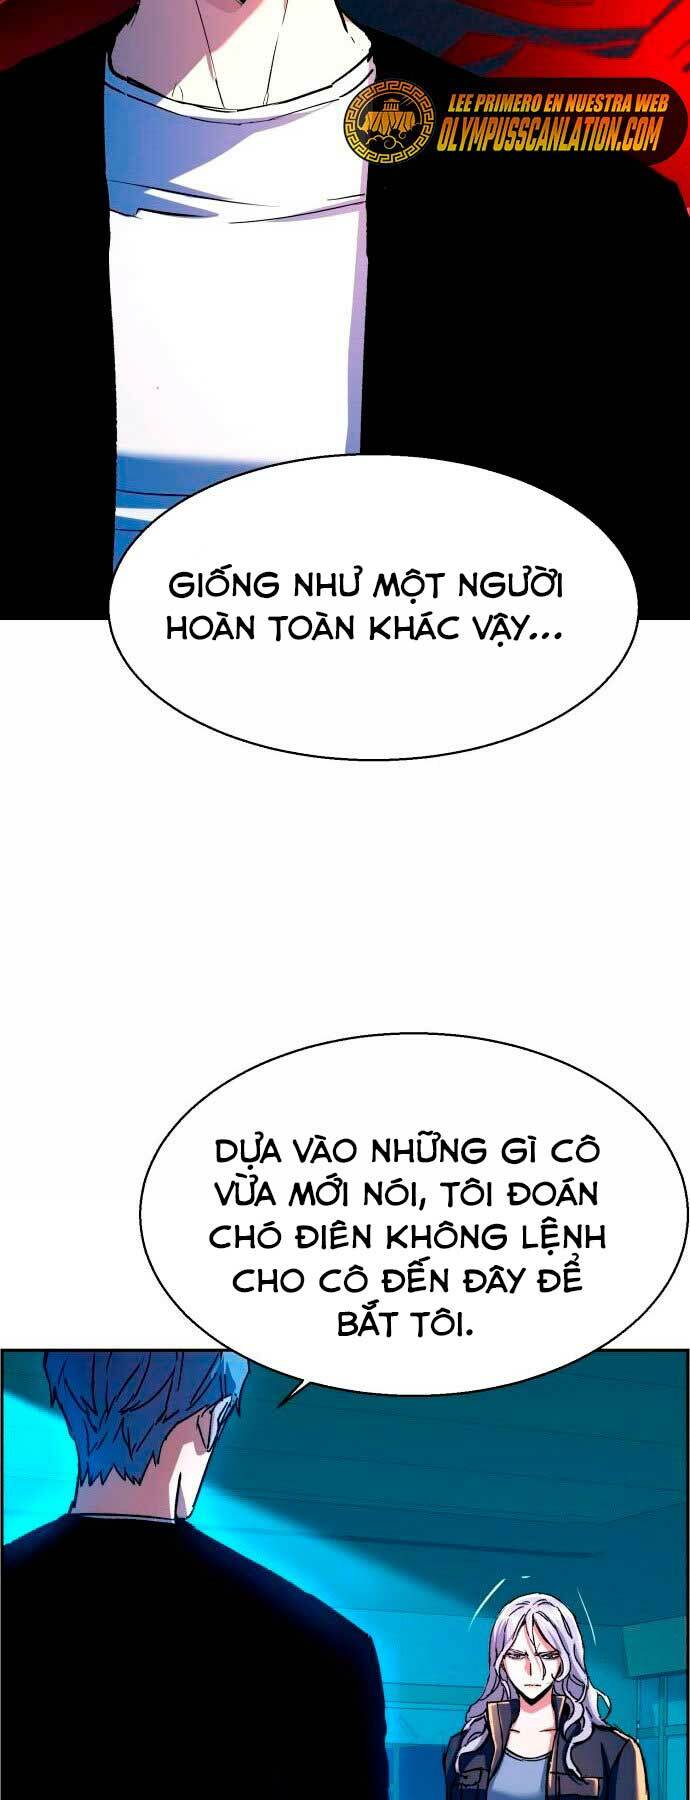 LEE PRIMERO EN NUESTRA WEB
OLYMPUSSCANLATION.COM
GIỐNG NHƯ MỘT NGƯỜI
HOÀN TOÀN KHÁC VẬY...
DỰA VÀO NHỮNG GÌ CÔ
VỪA MỚI NÓI, TÔI ĐOÁN
CHÓ ĐIÊN KHÔNG LỆNH
CHO CÔ ĐẾN ĐÂY ĐỂ
BẮT TÔI.